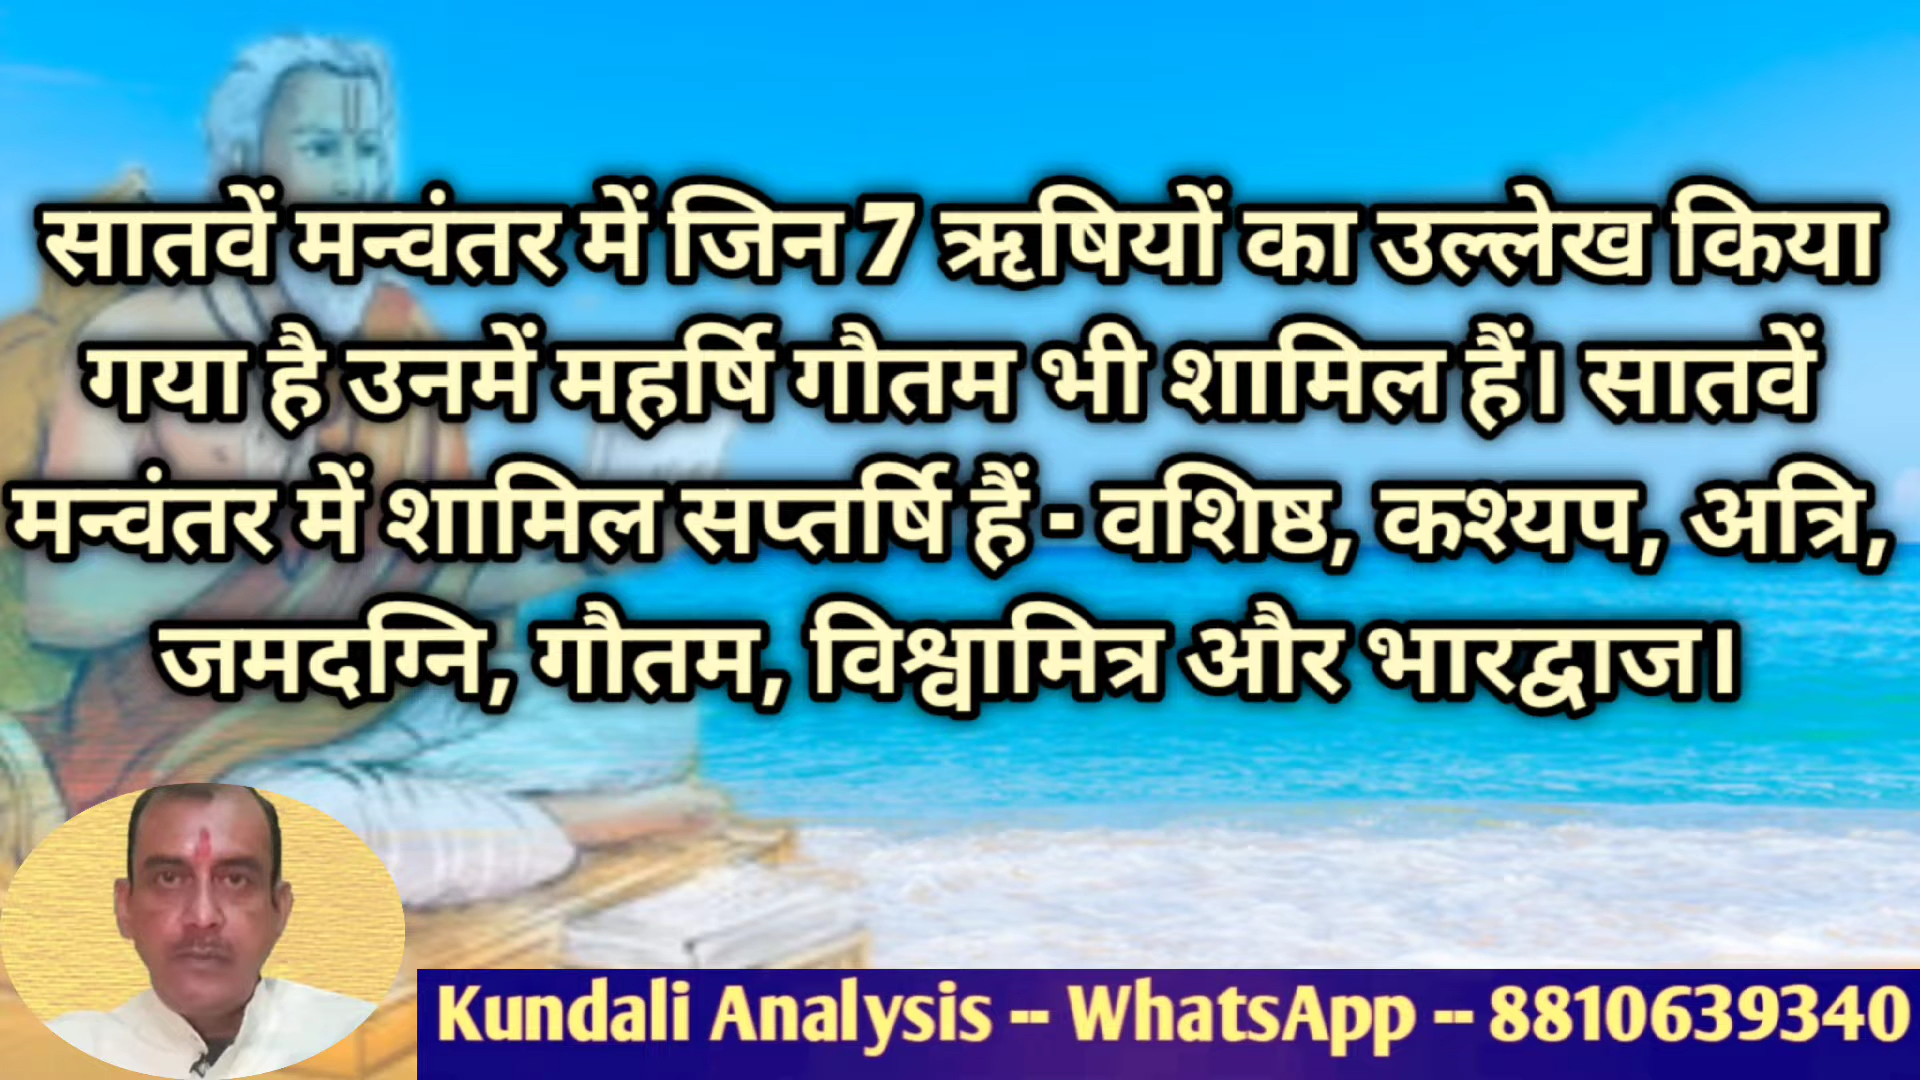 सातवें मन्वंतर में जिन 7 ऋषियों का उल्लेख किया
गया है उनमें महर्षि गौतम भी शामिल हैं। सातवें
मन्वंतर में शामिल सप्तर्षि हैं - वशिष्ठ, कश्यप, अत्रि,
जमदग्नि, गौतम, विश्वामित्र और भारद्वाज।
Kundali Analysis -- WhatsApp -- 8810639340